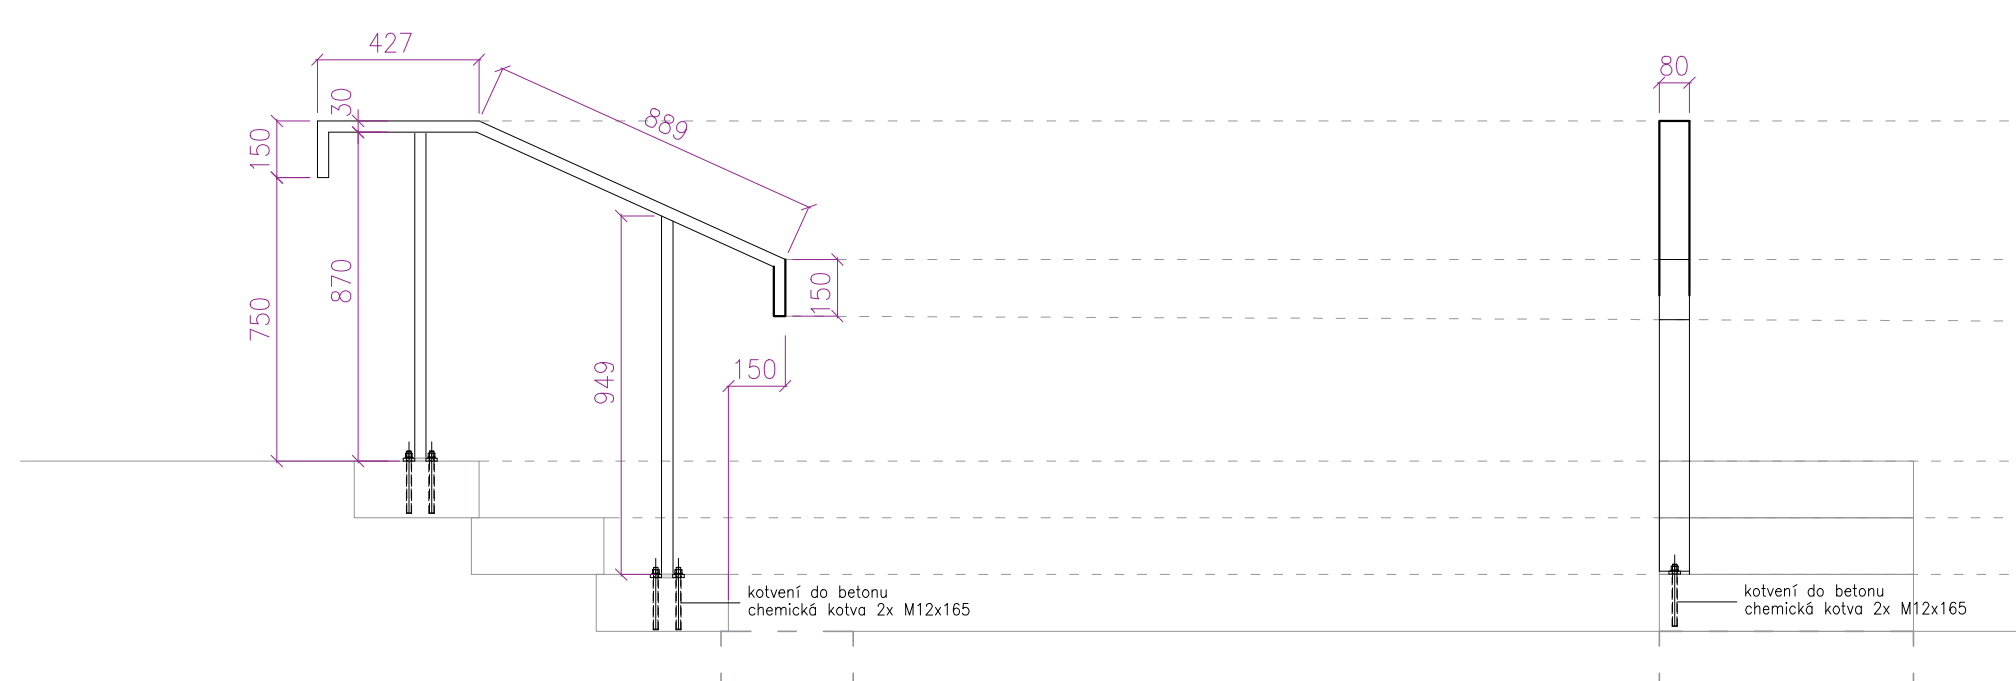 427
80
30
150
889
870
750
150
949
150
kotvení do betonu
chemická kotva 2x M12x165
kotvení do betonu
chemická kotva 2x M12x165